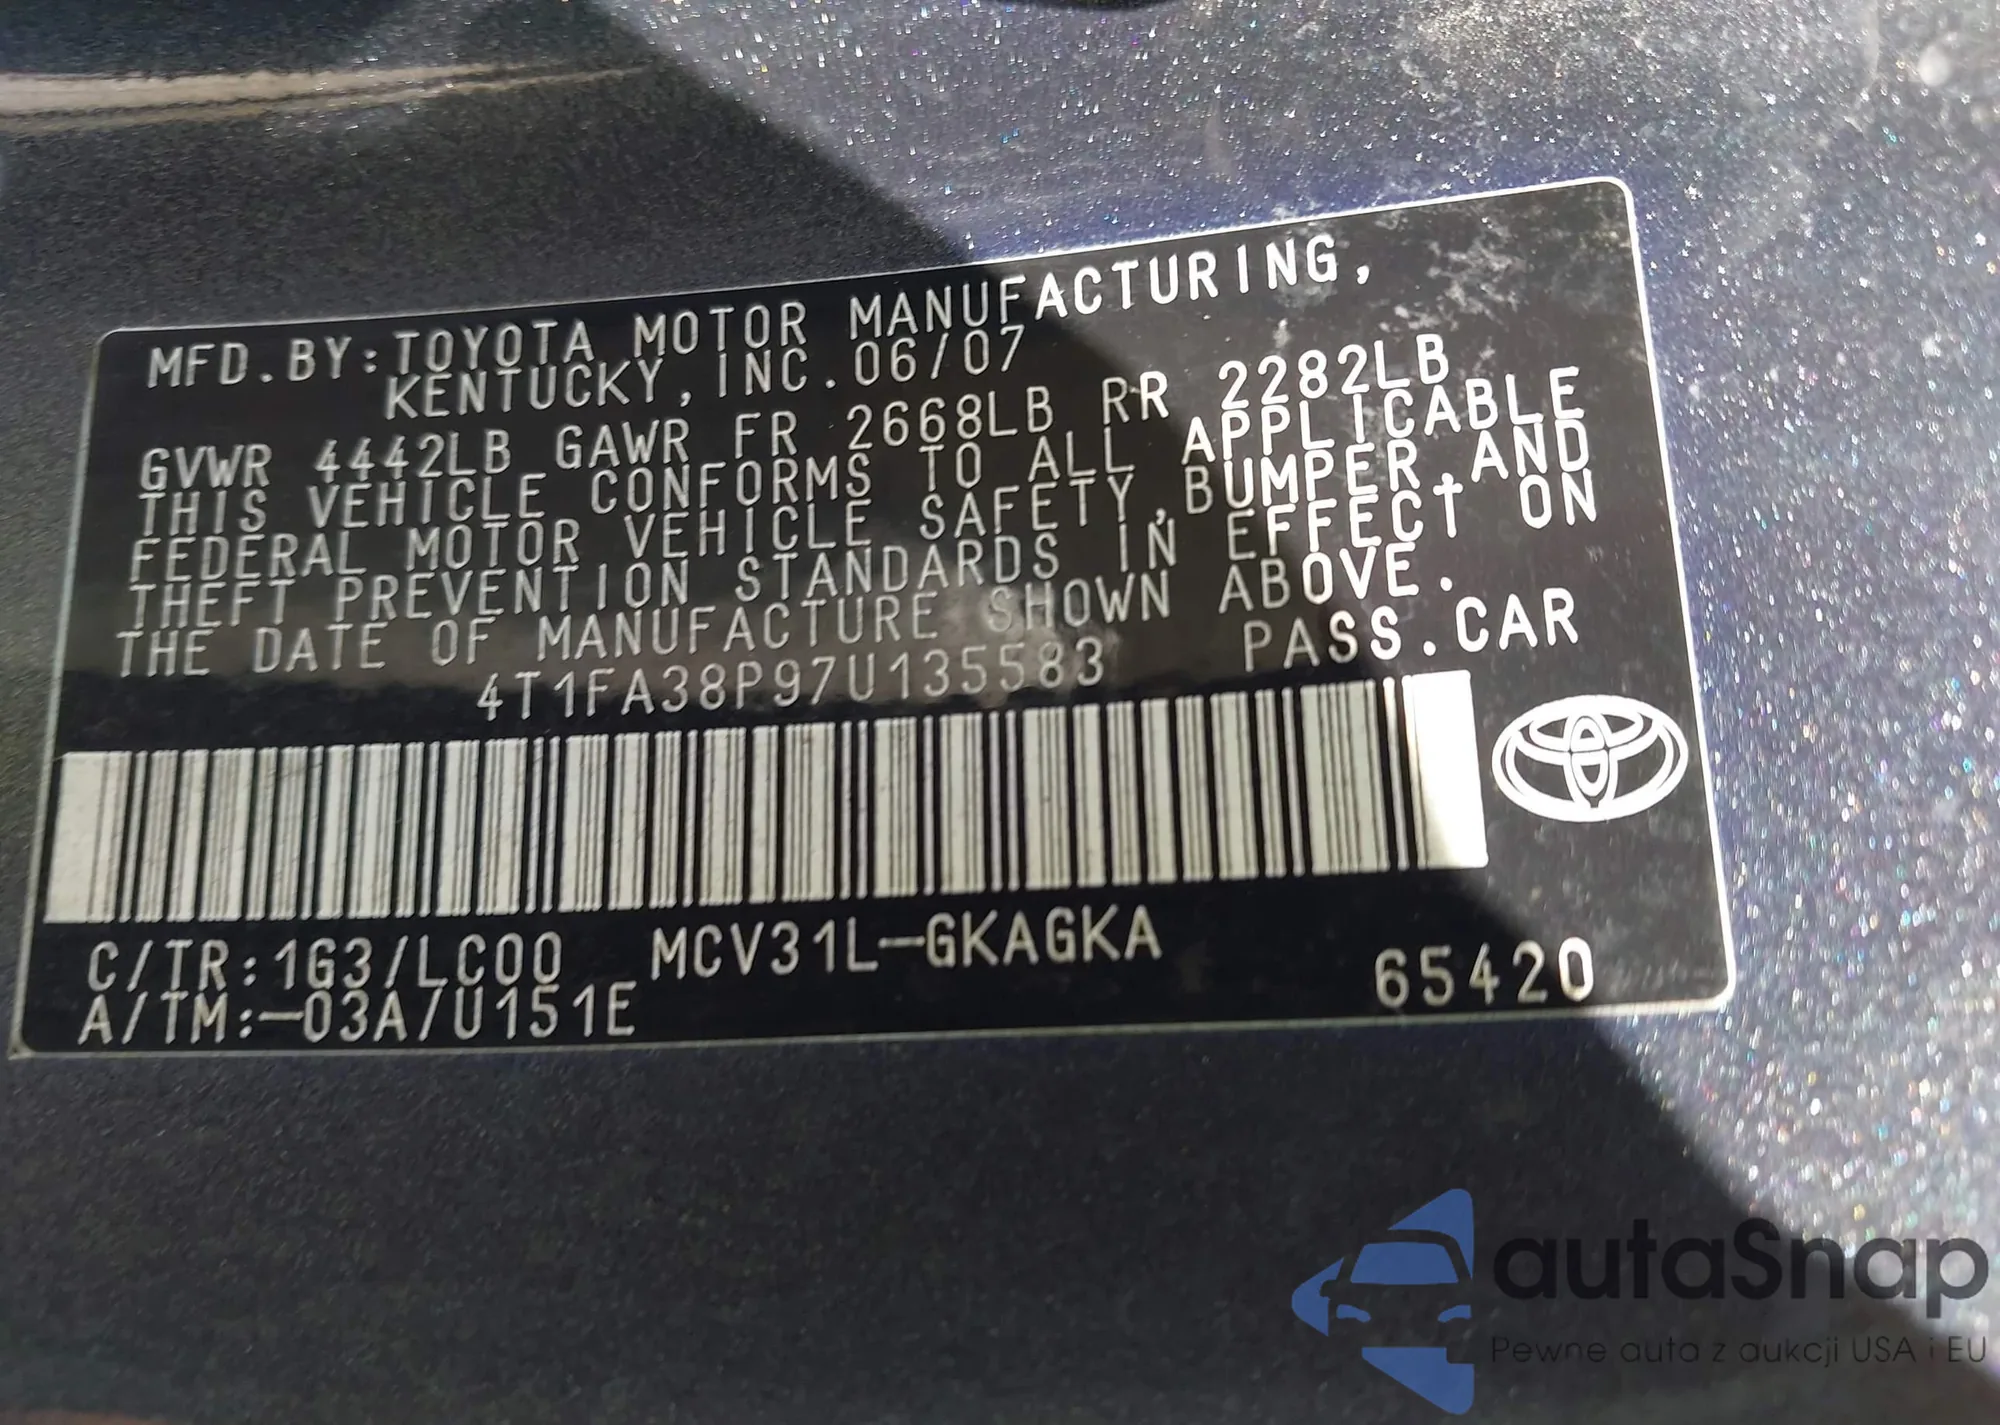 MFD.BY:TOYOTA MOTOR MANUFACTURING,
KENTUCKY,INC.06/07
GVWR 4442LB GAWR FR 2668LB RR 2282LB
THIS VEHICLE CONFORMS TO ALL APPLICABLE
FEDERAL MOTOR VEHICLE SAFETY,BUMPER,AND
THEFT PREVENTION STANDARDS IN EFFECT ON
THE DATE OF MANUFACTURE SHOWN ABOVE.
4T1FA38P97U135583 PASS.CAR
C/TR:1G3/LC00 MCV31L-GKAGKA
A/TM:-03A/U151E 65420
autoSnap
Pewne auta z aukcji USA i EU